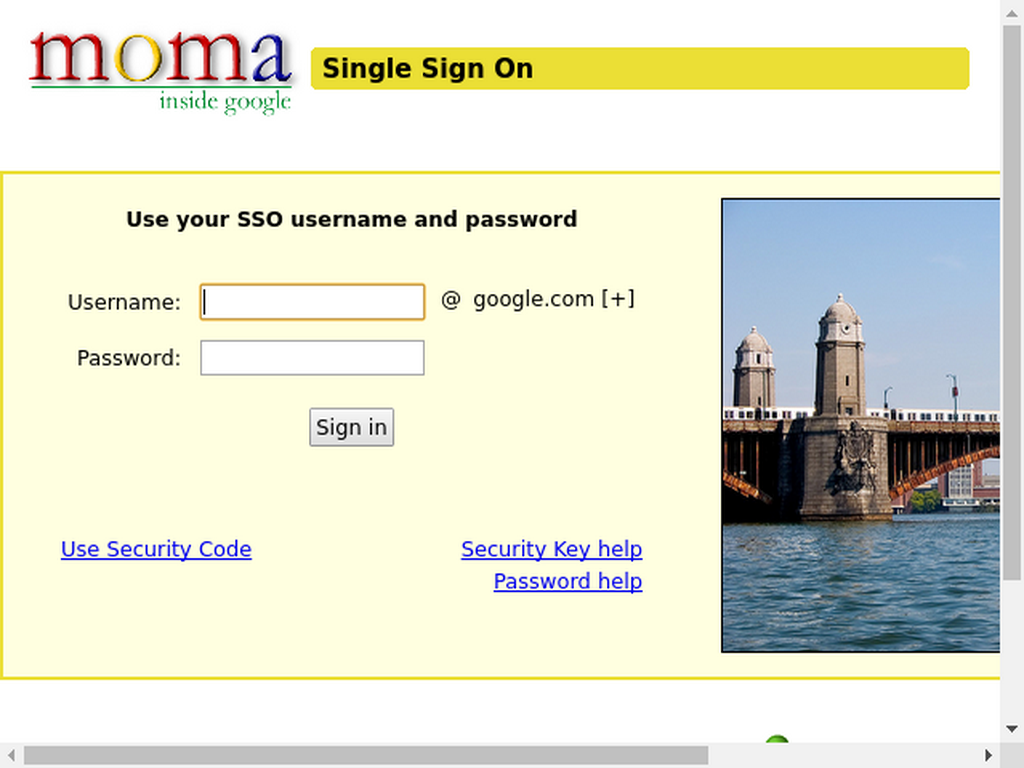 moma
inside google
Single Sign On
Use your SSO username and password
Username:
@ google.com [+]
Password:
Sign in
Use Security Code
Security Key help
Password help